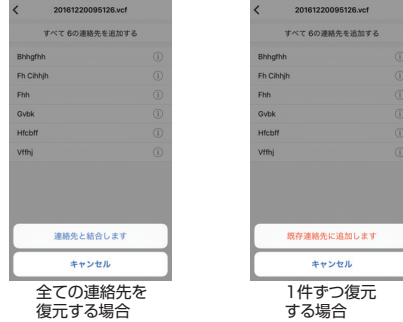 20161220095126.vcf
すべて 6の連絡先を追加する
Bhhgfhh
Fh Cihhjh
Fhh
Gvbk
Hfcbff
Vffhj
連絡先と結合します
キャンセル
全ての連絡先を
復元する場合
20161220095126.vcf
すべて 6の連絡先を追加する
Bhhgfhh
Fh Cihhjh
Fhh
Gvbk
Hfcbff
Vffhj
既存連絡先に追加します
キャンセル
1件ずつ復元
する場合